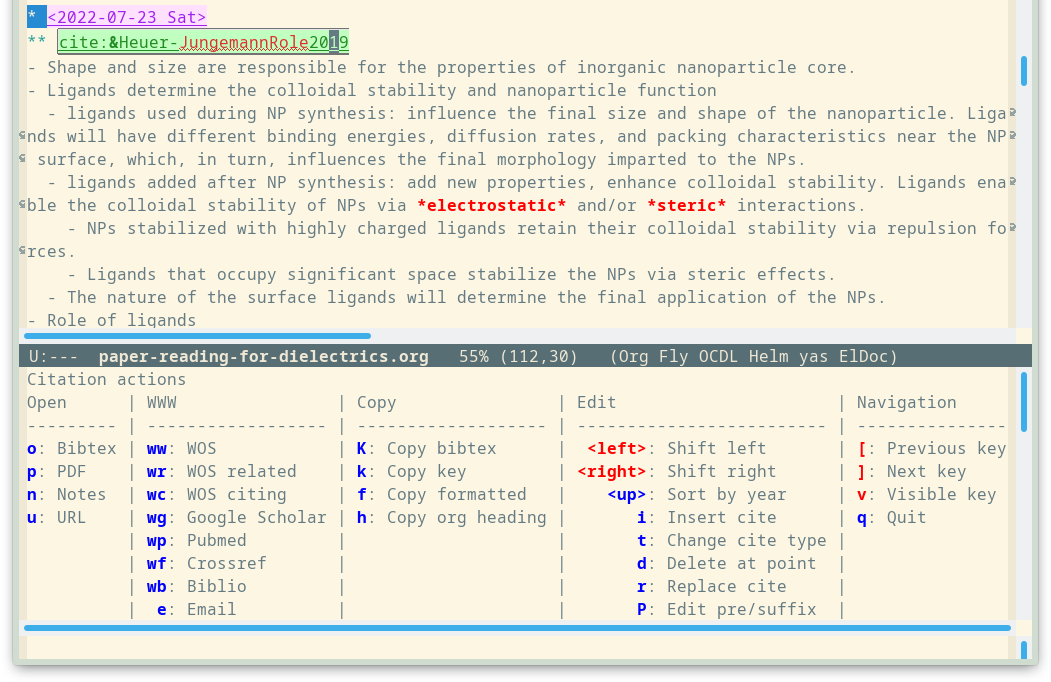 * <2022-07-23 Sat>
** cite:&Heuer-JungemannRole2019
- Shape and size are responsible for the properties of inorganic nanoparticle core.
- Ligands determine the colloidal stability and nanoparticle function
  - ligands used during NP synthesis: influence the final size and shape of the nanoparticle. Liga
nds will have different binding energies, diffusion rates, and packing characteristics near the NP
 surface, which, in turn, influences the final morphology imparted to the NPs.
  - ligands added after NP synthesis: add new properties, enhance colloidal stability. Ligands ena
ble the colloidal stability of NPs via *electrostatic* and/or *steric* interactions.
    - NPs stabilized with highly charged ligands retain their colloidal stability via repulsion fo
rces.
    - Ligands that occupy significant space stabilize the NPs via steric effects.
  - The nature of the surface ligands will determine the final application of the NPs.
- Role of ligands
U:---  paper-reading-for-dielectrics.org   55% (112,30)   (Org Fly OCDL Helm yas ElDoc)
Citation actions
Open      | WWW                | Copy                | Edit                      | Navigation
--------- | ------------------ | ------------------- | ------------------------- | ---------------
o: Bibtex | ww: WOS            | K: Copy bibtex      |  <left>: Shift left       | [: Previous key
p: PDF    | wr: WOS related    | k: Copy key         | <right>: Shift right      | ]: Next key
n: Notes  | wc: WOS citing     | f: Copy formatted   |    <up>: Sort by year     | v: Visible key
u: URL    | wg: Google Scholar | h: Copy org heading |       i: Insert cite      | q: Quit
          | wp: Pubmed         |                     |       t: Change cite type |
          | wf: Crossref       |                     |       d: Delete at point  |
          | wb: Biblio         |                     |       r: Replace cite     |
          |  e: Email          |                     |       P: Edit pre/suffix  |